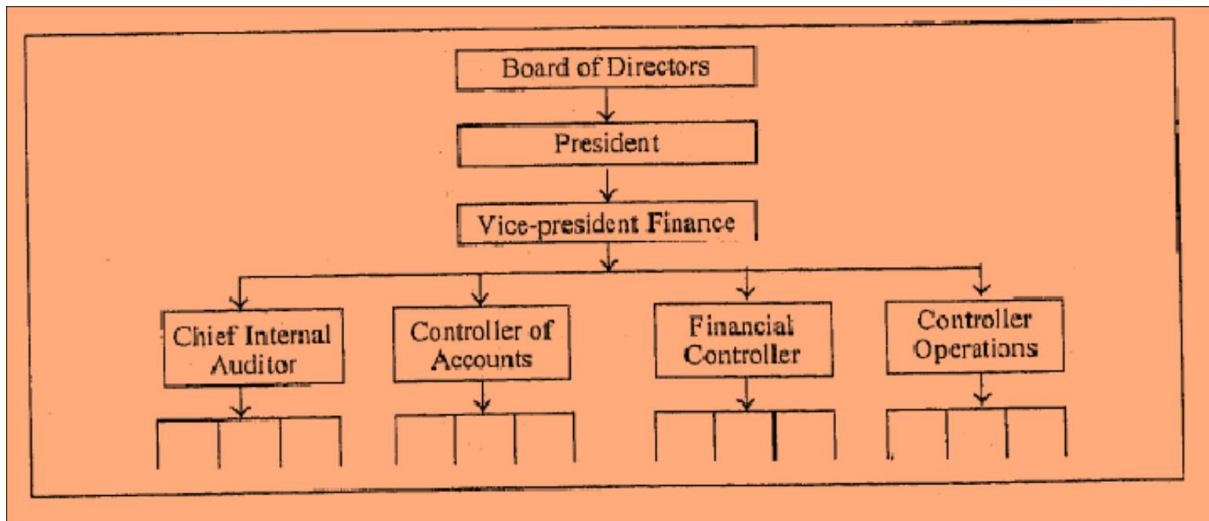 Board of Directors
President
Vice-president Finance
Chief Internal
Auditor
Controller of
Accounts
Financial
Controller
Controller
Operations